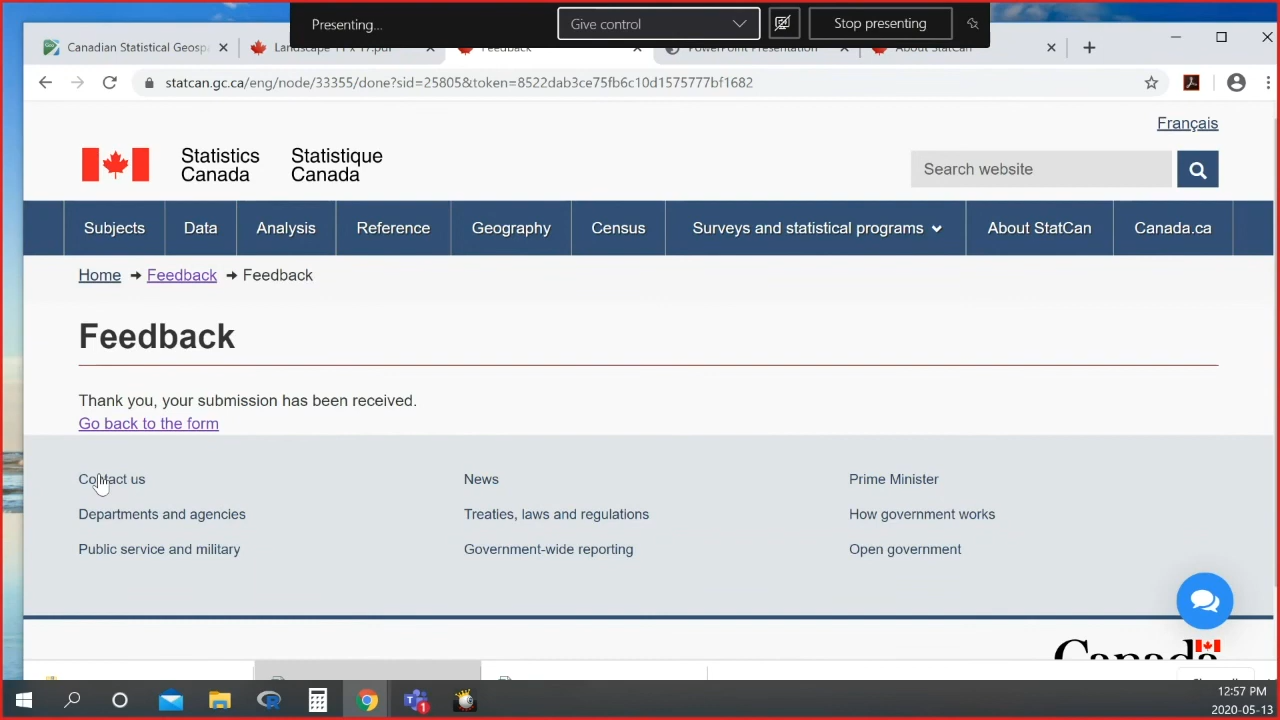 Presenting...
Give control
Stop presenting
Canadian Statistical Geosp
Landscape 11 x 17.pdf
Feedback
PowerPoint Presentation
About StatCan
statcan.gc.ca/eng/node/33355/done?sid=25805&token=8522dab3ce75fb6c10d1575777bf1682
Français
Statistics Canada
Statistique Canada
Search website
Subjects
Data
Analysis
Reference
Geography
Census
Surveys and statistical programs
About StatCan
Canada.ca
Home
Feedback
Feedback
Feedback
Thank you, your submission has been received.
Go back to the form
Contact us
News
Prime Minister
Departments and agencies
Treaties, laws and regulations
How government works
Public service and military
Government-wide reporting
Open government
Canada
12:57 PM
2020-05-13